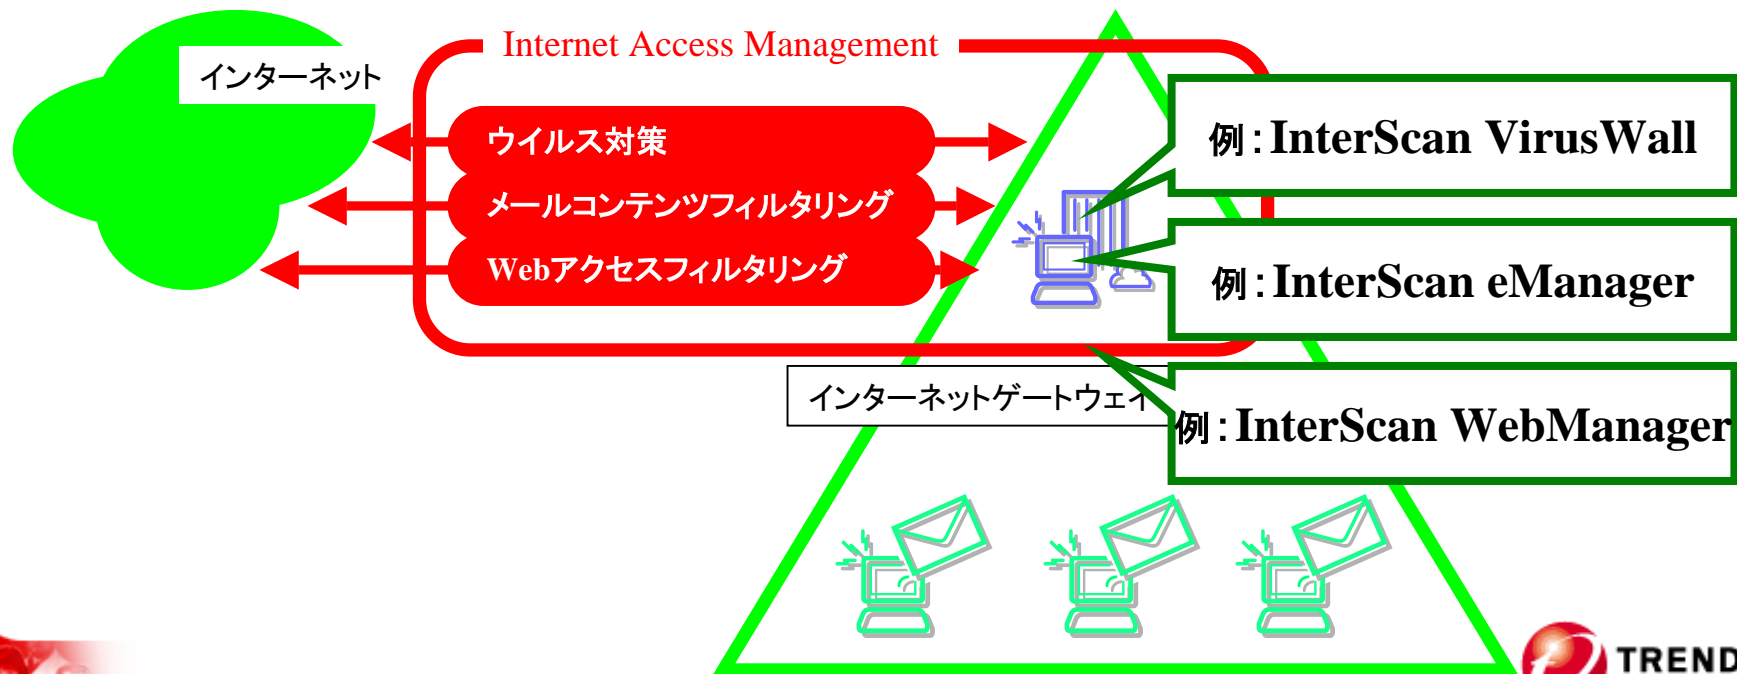 Internet Access Management
インターネット
ウイルス対策
メールコンテンツフィルタリング
Webアクセスフィルタリング
例:InterScan VirusWall
例:InterScan eManager
インターネットゲートウェイ
例:InterScan WebManager
TREND